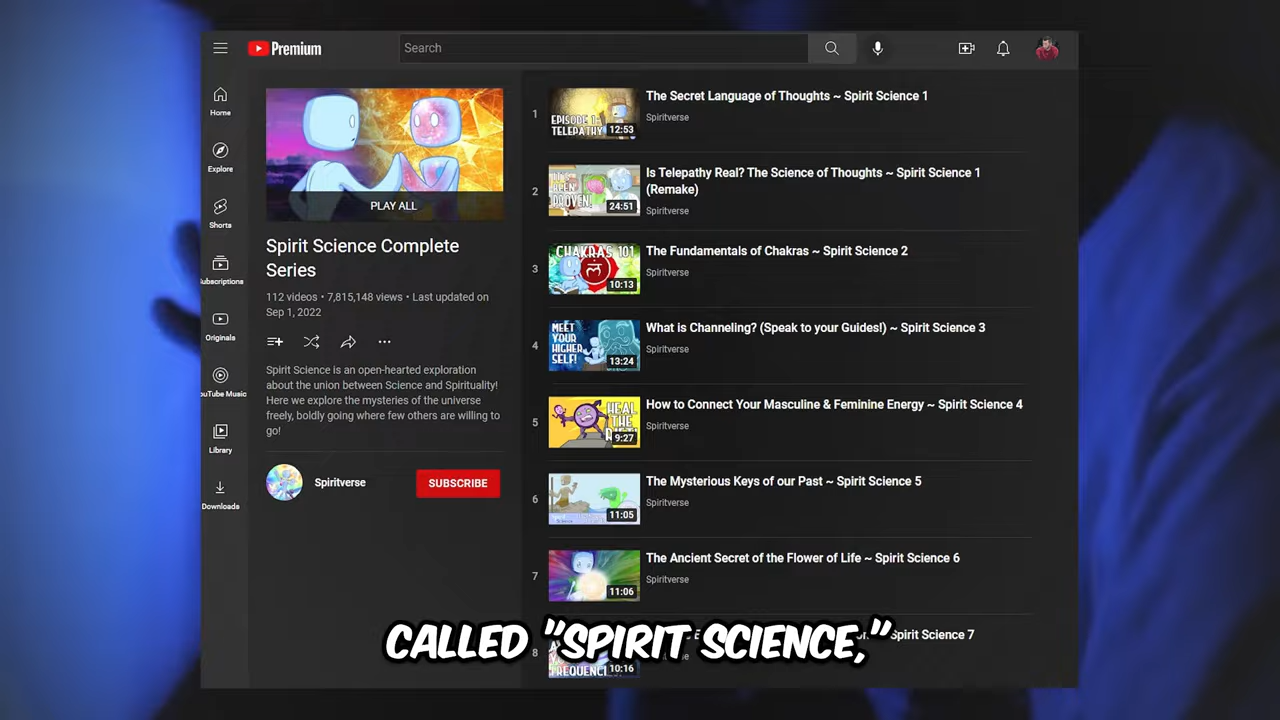 Premium
Search
Home
Explore
Shorts
Subscriptions
Originals
YouTube Music
Library
Downloads
PLAY ALL
Spirit Science Complete
Series
112 videos • 7,815,148 views • Last updated on
Sep 1, 2022
Spirit Science is an open-hearted exploration
about the union between Science and Spirituality!
Here we explore the mysteries of the universe
freely, boldly going where few others are willing to
go!
Spiritverse
SUBSCRIBE
1
EPISODE 1:
TELEPATHY
12:53
The Secret Language of Thoughts ~ Spirit Science 1
Spiritverse
2
IT'S
BEEN
PROVEN!
24:51
Is Telepathy Real? The Science of Thoughts ~ Spirit Science 1
(Remake)
Spiritverse
3
CHAKRAS 101
10:13
The Fundamentals of Chakras ~ Spirit Science 2
Spiritverse
4
MEET
YOUR
HIGHER
SELF!
13:24
What is Channeling? (Speak to your Guides!) ~ Spirit Science 3
Spiritverse
5
HEAL
THE
9:27
How to Connect Your Masculine & Feminine Energy ~ Spirit Science 4
Spiritverse
6
11:05
The Mysterious Keys of our Past ~ Spirit Science 5
Spiritverse
7
11:06
The Ancient Secret of the Flower of Life ~ Spirit Science 6
Spiritverse
8
10:16
Spirit Science 7
CALLED "SPIRIT SCIENCE,"